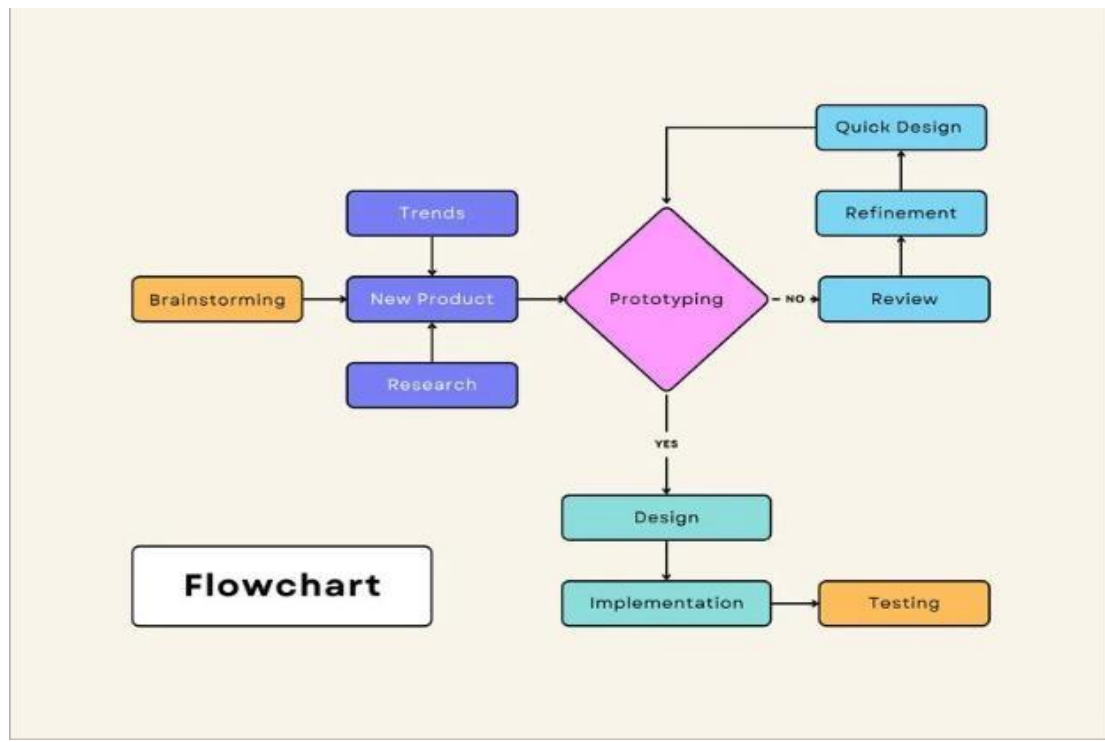 Quick Design
Trends
Refinement
Brainstorming
New Product
Prototyping
NO
Review
Research
YES
Design
Flowchart
Implementation
Testing